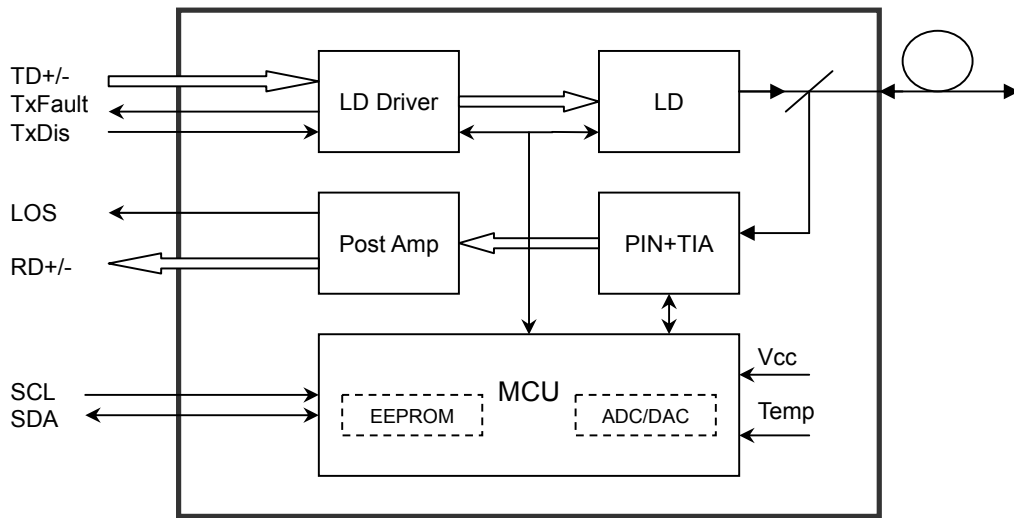 TD+/-
TxFault
TxDis
LD Driver
LD
LOS
RD+/-
Post Amp
PIN+TIA
SCL
SDA
MCU
EEPROM
ADC/DAC
Vcc
Temp